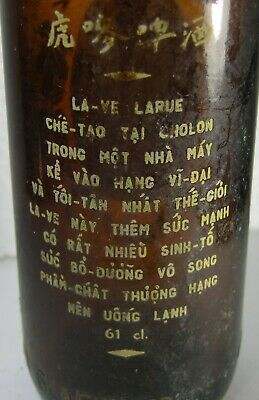 虎嘜啤酒
LA-VE LARUE
CHẾ-TẠO TẠI CHOLON
TRONG MỘT NHÀ MÁY
KỂ VÀO HẠNG VĨ-ĐẠI
VÀ TỐI-TÂN NHẤT THẾ-GIỚI
LA-VE NÀY THÊM SỨC MẠNH
CÓ RẤT NHIỀU SINH-TỐ
SỨC BỔ-DƯỠNG VÔ SONG
PHẨM-CHẤT THƯỢNG HẠNG
NÊN UỐNG LẠNH
61 cl.